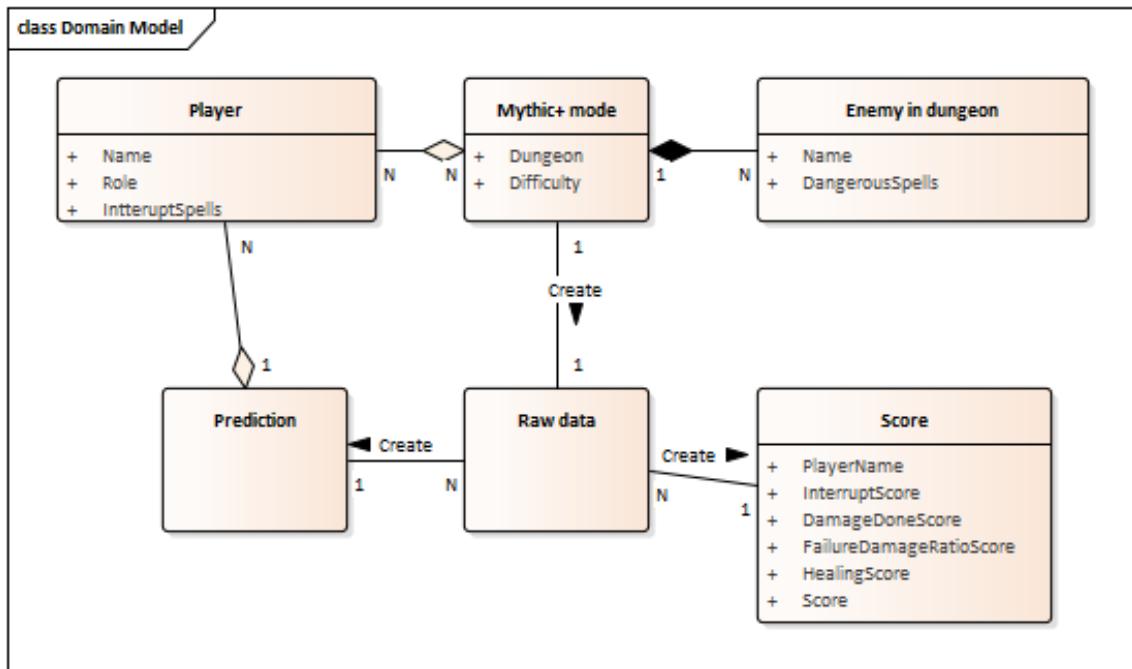 class Domain Model
Player
+ Name
+ Role
+ IntteruptSpells
N
N
Mythic+ mode
+ Dungeon
+ Difficulty
1
N
Enemy in dungeon
+ Name
+ DangerousSpells
N
1
1
Create
1
Prediction
Create
1
N
Raw data
Create
N
1
Score
+ PlayerName
+ InterruptScore
+ DamageDoneScore
+ FailureDamageRatioScore
+ HealingScore
+ Score